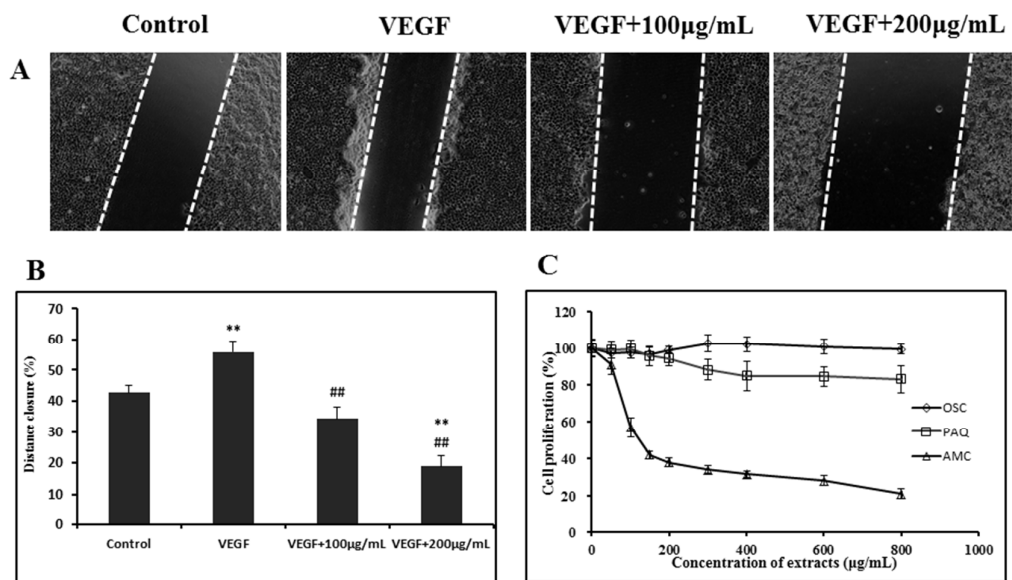 Control VEGF VEGF+100µg/mL VEGF+200µg/mL
A
B
70
60
50
40
30
20
10
0
Distance closure (%)
**
##
**
##
Control VEGF VEGF+100µg/mL VEGF+200µg/mL
C
120
100
80
60
40
20
0
Cell proliferation (%)
OSC
PAQ
AMC
0 200 400 600 800 1000
Concentration of extracts (µg/mL)